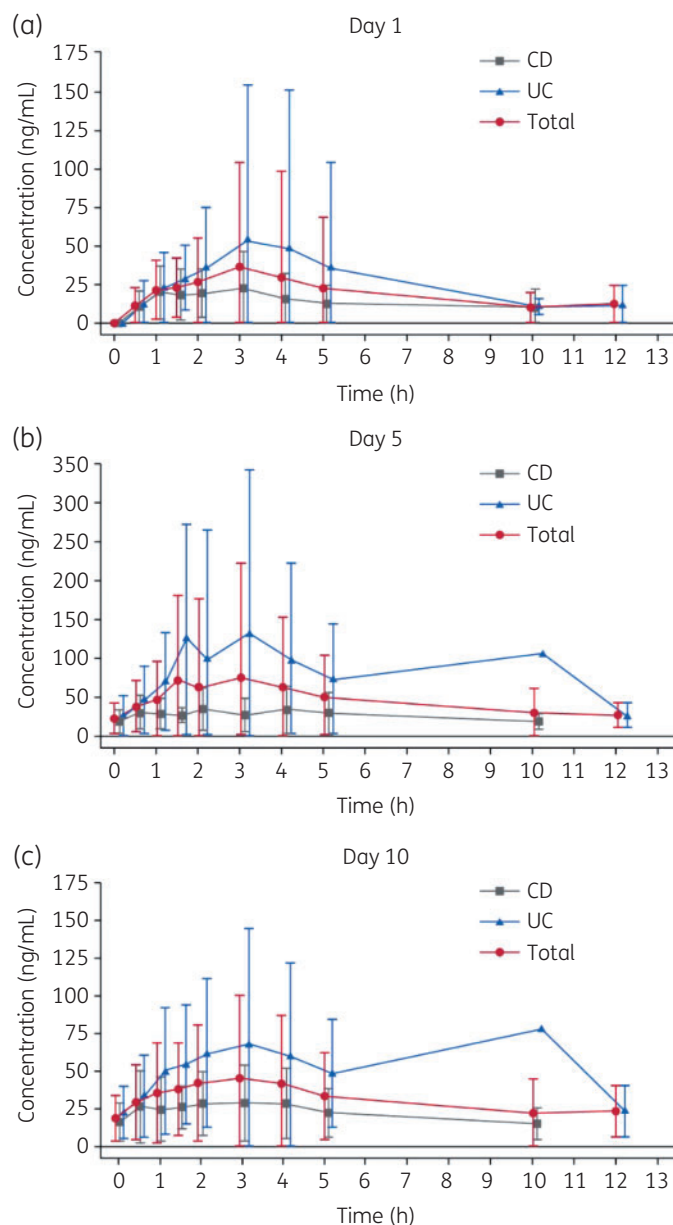 (a)
Day 1
175
150
125
100
75
50
25
0
Concentration (ng/mL)
CD
UC
Total
0 1 2 3 4 5 6 7 8 9 10 11 12 13
Time (h)
(b)
Day 5
350
300
250
200
150
100
50
0
Concentration (ng/mL)
CD
UC
Total
0 1 2 3 4 5 6 7 8 9 10 11 12 13
Time (h)
(c)
Day 10
175
150
125
100
75
50
25
0
Concentration (ng/mL)
CD
UC
Total
0 1 2 3 4 5 6 7 8 9 10 11 12 13
Time (h)